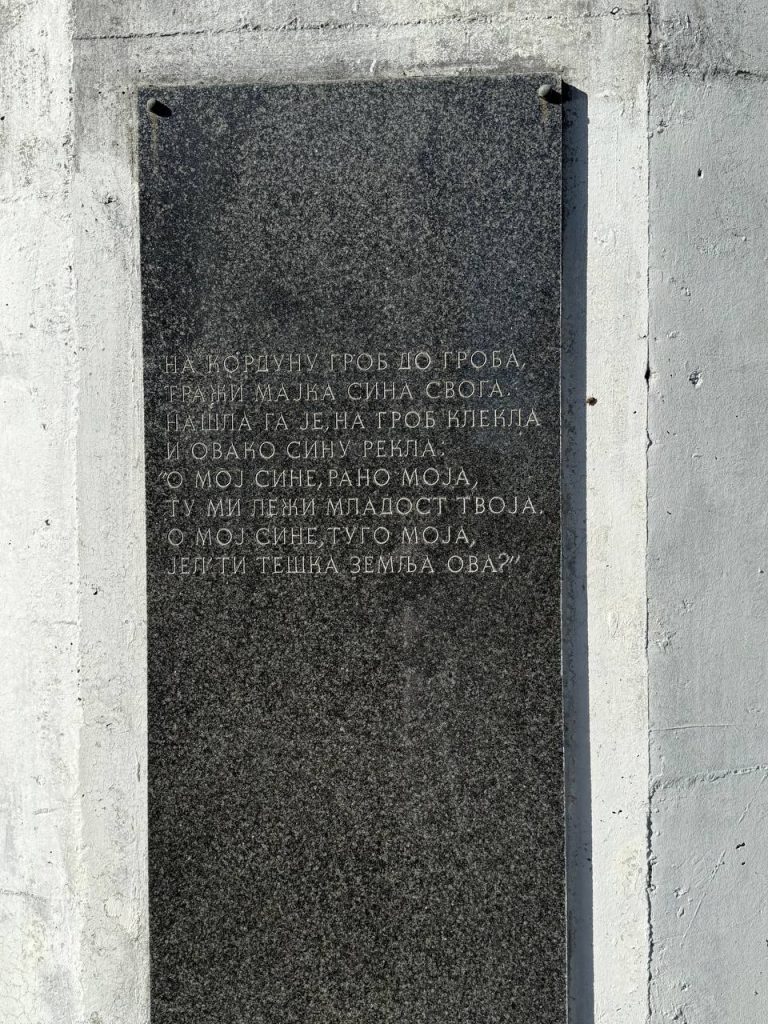 НА КОРДУНУ ГРОБ ДО ГРОБА,
ТРАЖИ МАЈКА СИНА СВОГА.
НАШЛА ГА ЈЕ, НА ГРОБ КЛЕКЛА
И ОВАКО СИНУ РЕКЛА:
"О МОЈ СИНЕ, РАНО МОЈА,
ТУ МИ ЛЕЖИ МЛАДОСТ ТВОЈА.
О МОЈ СИНЕ, ТУГО МОЈА,
ЈЕЛ' ТИ ТЕШКА ЗЕМЉА ОВА?"